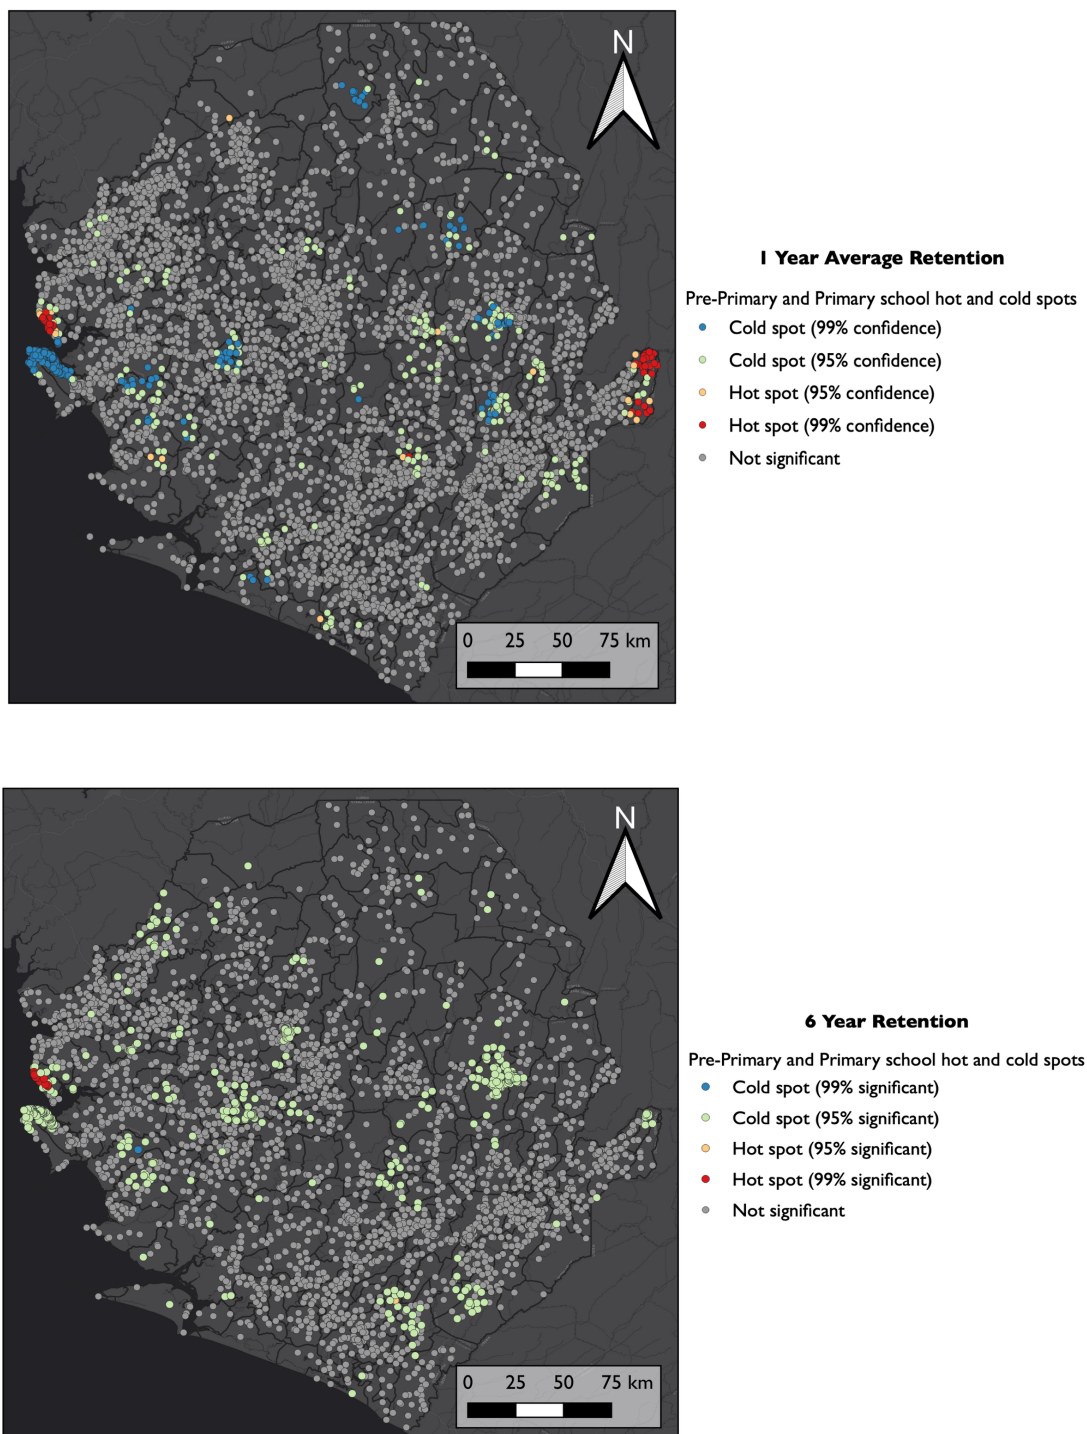 N
1 Year Average Retention
Pre-Primary and Primary school hot and cold spots
Cold spot (99% confidence)
Cold spot (95% confidence)
Hot spot (95% confidence)
Hot spot (99% confidence)
Not significant
0 25 50 75 km
N
6 Year Retention
Pre-Primary and Primary school hot and cold spots
Cold spot (99% significant)
Cold spot (95% significant)
Hot spot (95% significant)
Hot spot (99% significant)
Not significant
0 25 50 75 km